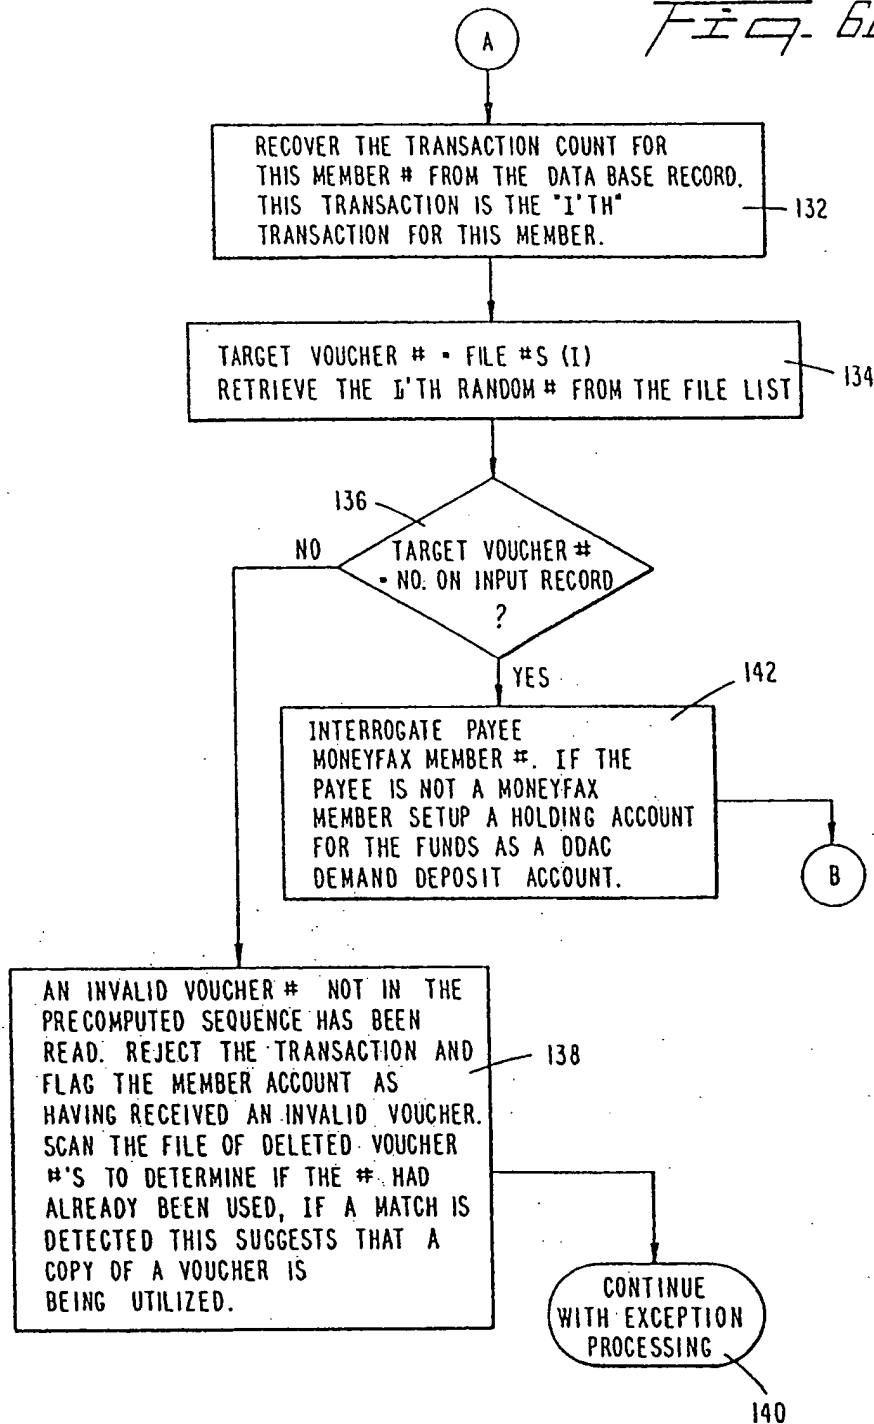 Fig. 6
A
RECOVER THE TRANSACTION COUNT FOR
THIS MEMBER # FROM THE DATA BASE RECORD.
THIS TRANSACTION IS THE "I'TH"
TRANSACTION FOR THIS MEMBER.
132
TARGET VOUCHER # = FILE #S (I)
RETRIEVE THE I'TH RANDOM # FROM THE FILE LIST
134
136
NO
TARGET VOUCHER #
= NO. ON INPUT RECORD
?
YES
142
INTERROGATE PAYEE
MONEYFAX MEMBER #. IF THE
PAYEE IS NOT A MONEYFAX
MEMBER SETUP A HOLDING ACCOUNT
FOR THE FUNDS AS A DDAC
DEMAND DEPOSIT ACCOUNT.
B
AN INVALID VOUCHER # NOT IN THE
PRECOMPUTED SEQUENCE HAS BEEN
READ. REJECT THE TRANSACTION AND
FLAG THE MEMBER ACCOUNT AS
HAVING RECEIVED AN INVALID VOUCHER.
SCAN THE FILE OF DELETED VOUCHER
#'S TO DETERMINE IF THE # HAD
ALREADY BEEN USED, IF A MATCH IS
DETECTED THIS SUGGESTS THAT A
COPY OF A VOUCHER IS
BEING UTILIZED.
138
CONTINUE
WITH EXCEPTION
PROCESSING
140